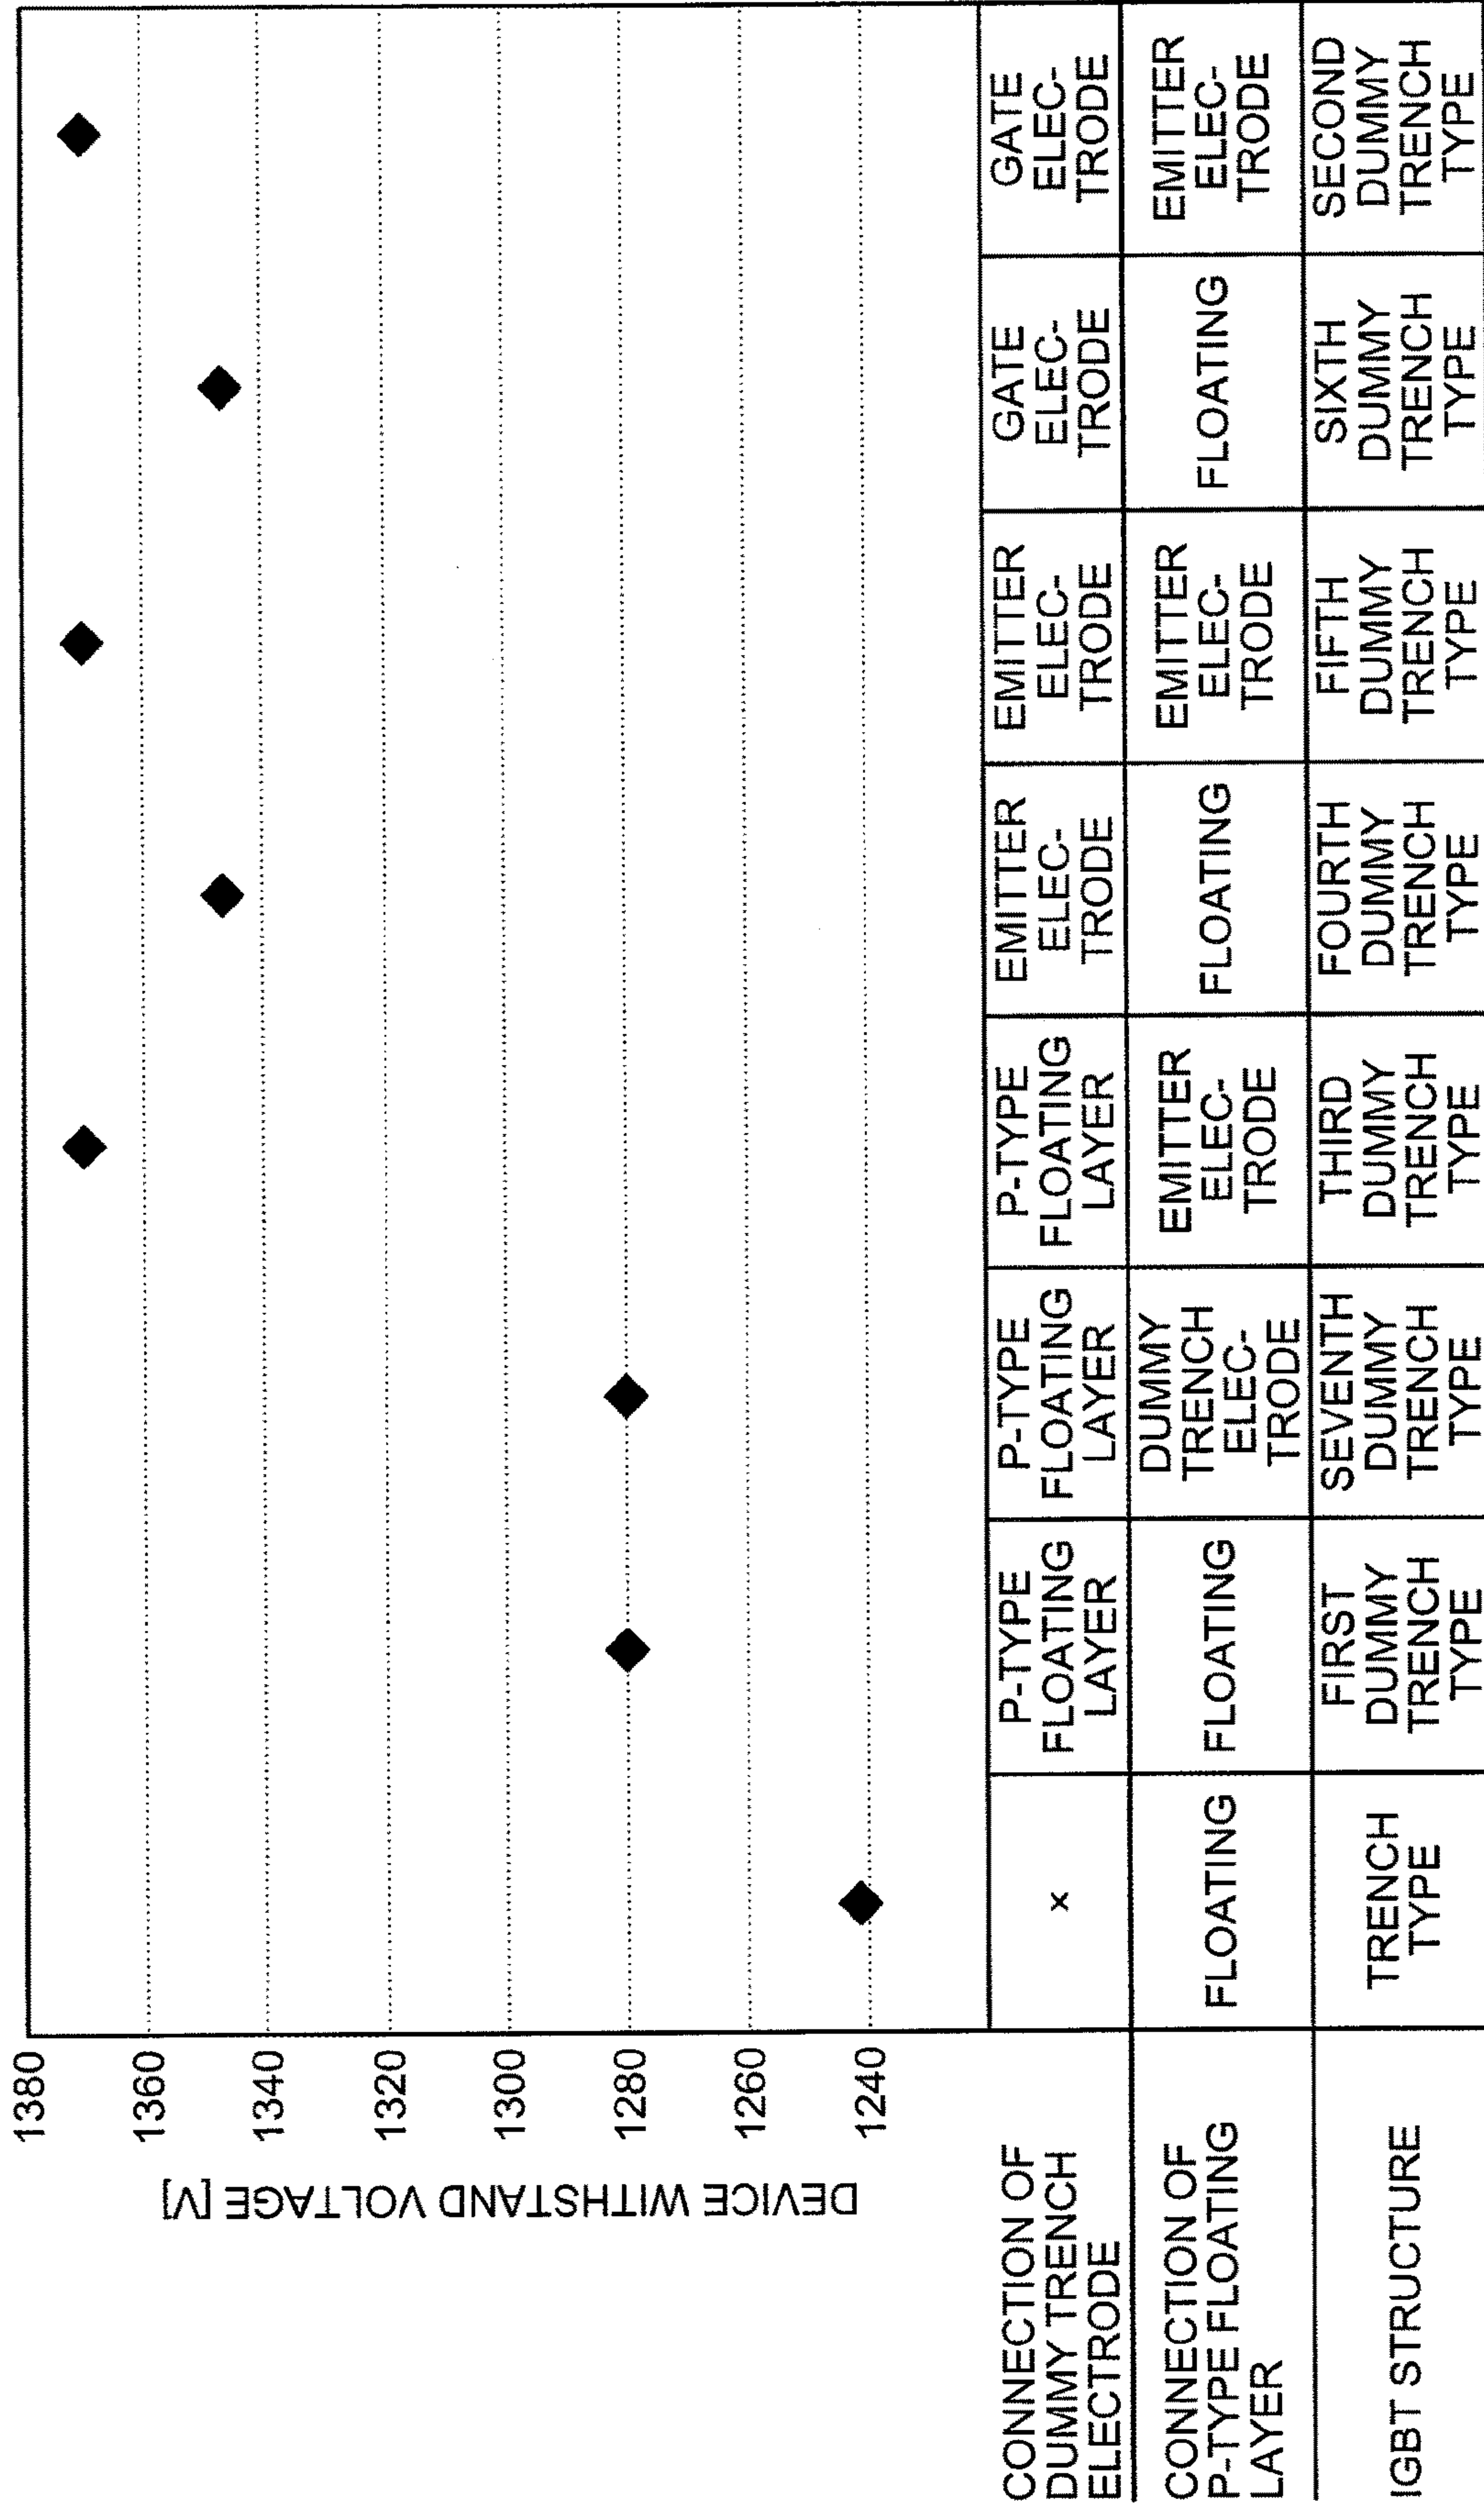 DEVICE WITHSTAND VOLTAGE [V]
1380
1360
1340
1320
1300
1280
1260
1240
CONNECTION OF
DUMMY TRENCH
ELECTRODE
×
P-TYPE
FLOATING
LAYER
P-TYPE
FLOATING
LAYER
P-TYPE
FLOATING
LAYER
EMITTER
ELEC-
TRODE
EMITTER
ELEC-
TRODE
GATE
ELEC-
TRODE
GATE
ELEC-
TRODE
CONNECTION OF
P-TYPE FLOATING
LAYER
FLOATING
FLOATING
DUMMY
TRENCH
ELEC-
TRODE
EMITTER
ELEC-
TRODE
FLOATING
EMITTER
ELEC-
TRODE
FLOATING
EMITTER
ELEC-
TRODE
IGBT STRUCTURE
TRENCH
TYPE
FIRST
DUMMY
TRENCH
TYPE
SEVENTH
DUMMY
TRENCH
TYPE
THIRD
DUMMY
TRENCH
TYPE
FOURTH
DUMMY
TRENCH
TYPE
FIFTH
DUMMY
TRENCH
TYPE
SIXTH
DUMMY
TRENCH
TYPE
SECOND
DUMMY
TRENCH
TYPE